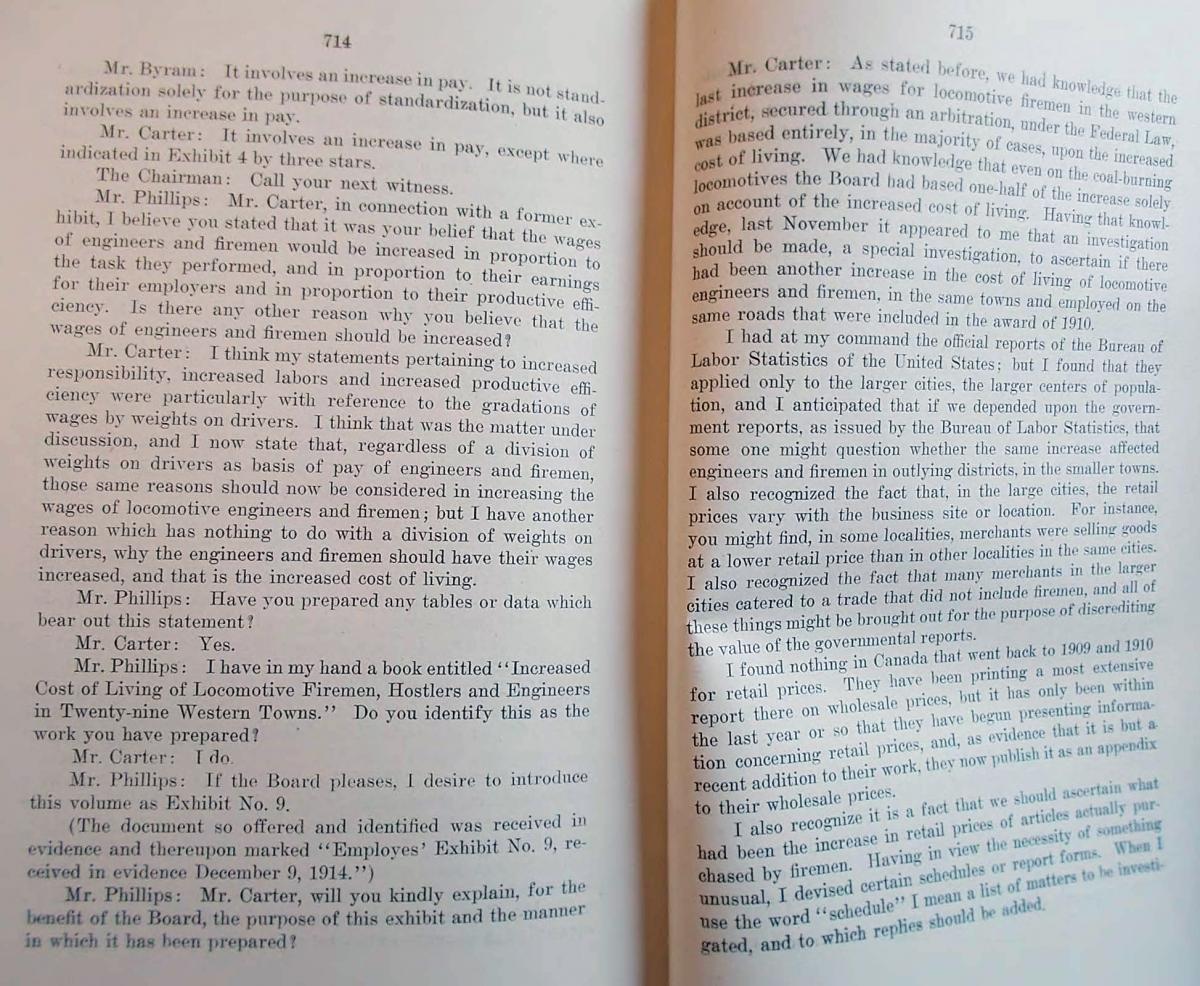 714
Mr. Byram: It involves an increase in pay. It is not stand-
ardization solely for the purpose of standardization, but it also
involves an increase in pay.
Mr. Carter: It involves an increase in pay, except where
indicated in Exhibit 4 by three stars.
The Chairman: Call your next witness.
Mr. Phillips: Mr. Carter, in connection with a former ex-
hibit, I believe you stated that it was your belief that the wages
of engineers and firemen would be increased in proportion to
the task they performed, and in proportion to their earnings
for their employers and in proportion to their productive effi-
ciency. Is there any other reason why you believe that the
wages of engineers and firemen should be increased?
Mr. Carter: I think my statements pertaining to increased
responsibility, increased labors and increased productive effi-
ciency were particularly with reference to the gradations of
wages by weights on drivers. I think that was the matter under
discussion, and I now state that, regardless of a division of
weights on drivers as basis of pay of engineers and firemen,
those same reasons should now be considered in increasing the
wages of locomotive engineers and firemen; but I have another
reason which has nothing to do with a division of weights on
drivers, why the engineers and firemen should have their wages
increased, and that is the increased cost of living.
Mr. Phillips: Have you prepared any tables or data which
bear out this statement?
Mr. Carter: Yes.
Mr. Phillips: I have in my hand a book entitled "Increased
Cost of Living of Locomotive Firemen, Hostlers and Engineers
in Twenty-nine Western Towns." Do you identify this as the
work you have prepared?
Mr. Carter: I do.
Mr. Phillips: If the Board pleases, I desire to introduce
this volume as Exhibit No. 9.
(The document so offered and identified was received in
evidence and thereupon marked "Employes' Exhibit No. 9, re-
ceived in evidence December 9, 1914.")
Mr. Phillips: Mr. Carter, will you kindly explain, for the
benefit of the Board, the purpose of this exhibit and the manner
in which it has been prepared?
715
Mr. Carter: As stated before, we had knowledge that the
last increase in wages for locomotive firemen in the western
district, secured through an arbitration, under the Federal Law,
was based entirely, in the majority of cases, upon the increased
cost of living. We had knowledge that even on the coal-burning
locomotives the Board had based one-half of the increase solely
on account of the increased cost of living. Having that knowl-
edge, last November it appeared to me that an investigation
should be made, a special investigation, to ascertain if there
had been another increase in the cost of living of locomotive
engineers and firemen, in the same towns and employed on the
same roads that were included in the award of 1910.
I had at my command the official reports of the Bureau of
Labor Statistics of the United States; but I found that they
applied only to the larger cities, the larger centers of popula-
tion, and I anticipated that if we depended upon the govern-
ment reports, as issued by the Bureau of Labor Statistics, that
some one might question whether the same increase affected
engineers and firemen in outlying districts, in the smaller towns.
I also recognized the fact that, in the large cities, the retail
prices vary with the business site or location. For instance,
you might find, in some localities, merchants were selling goods
at a lower retail price than in other localities in the same cities.
I also recognized the fact that many merchants in the larger
cities catered to a trade that did not include firemen, and all of
these things might be brought out for the purpose of discrediting
the value of the governmental reports.
I found nothing in Canada that went back to 1909 and 1910
for retail prices. They have been printing a most extensive
report there on wholesale prices, but it has only been within
the last year or so that they have begun presenting informa-
tion concerning retail prices, and, as evidence that it is but a
recent addition to their work, they now publish it as an appendix
to their wholesale prices.
I also recognize it is a fact that we should ascertain what
had been the increase in retail prices of articles actually pur-
chased by firemen. Having in view the necessity of something
unusual, I devised certain schedules or report forms. When I
use the word "schedule" I mean a list of matters to be investi-
gated, and to which replies should be added.